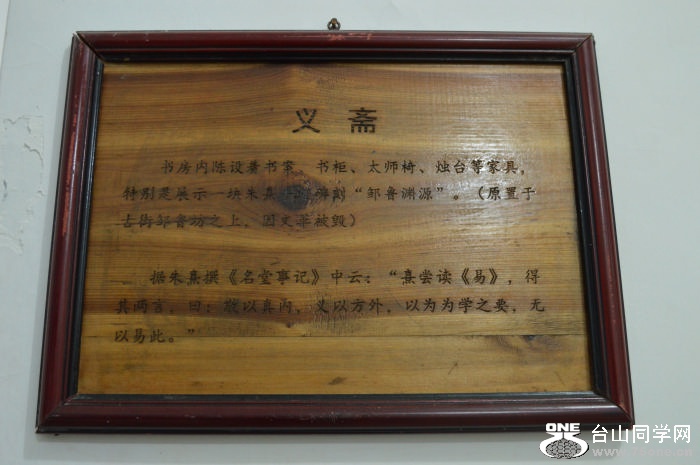 义斋
书房内陈设着书案、书柜、太师椅、烛台等家具，
特别是展示一块朱熹 碑刻“邹鲁渊源”。（原置于
古街邹鲁坊之上，因文革被毁）
据朱熹撰《名堂事记》中云：“熹尝读《易》，得
其两言，曰：敬以直内，义以方外，以为为学之要，无
以易此。”
ONE 台山同学网